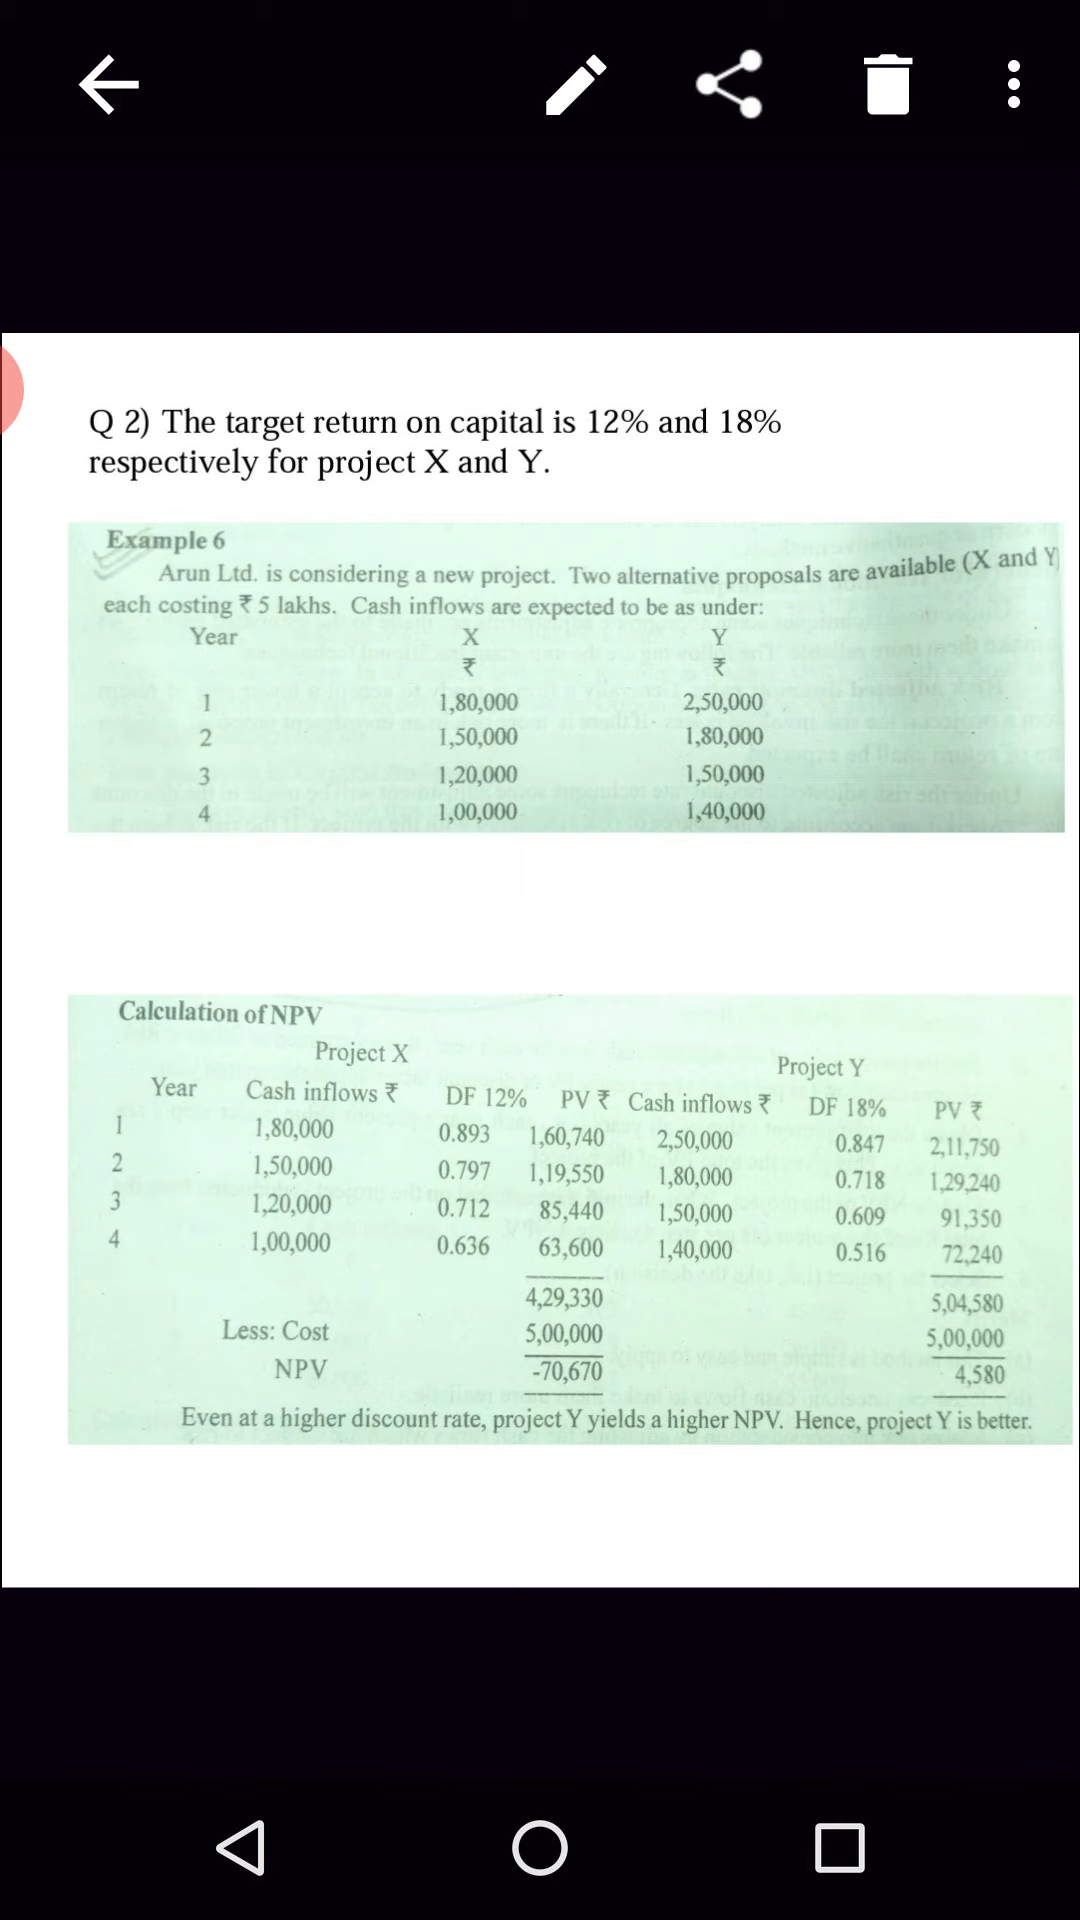 Q 2) The target return on capital is 12% and 18%
respectively for project X and Y.
Example 6
Arun Ltd. is considering a new project. Two alternative proposals are available (X and Y
each costing ₹ 5 lakhs. Cash inflows are expected to be as under:
Year X Y
₹ ₹
1 1,80,000 2,50,000
2 1,50,000 1,80,000
3 1,20,000 1,50,000
4 1,00,000 1,40,000
Calculation of NPV
Project X Project Y
Year Cash inflows ₹ DF 12% PV ₹ Cash inflows ₹ DF 18% PV ₹
1 1,80,000 0.893 1,60,740 2,50,000 0.847 2,11,750
2 1,50,000 0.797 1,19,550 1,80,000 0.718 1,29,240
3 1,20,000 0.712 85,440 1,50,000 0.609 91,350
4 1,00,000 0.636 63,600 1,40,000 0.516 72,240
4,29,330 5,04,580
Less: Cost 5,00,000 5,00,000
NPV -70,670 4,580
Even at a higher discount rate, project Y yields a higher NPV. Hence, project Y is better.